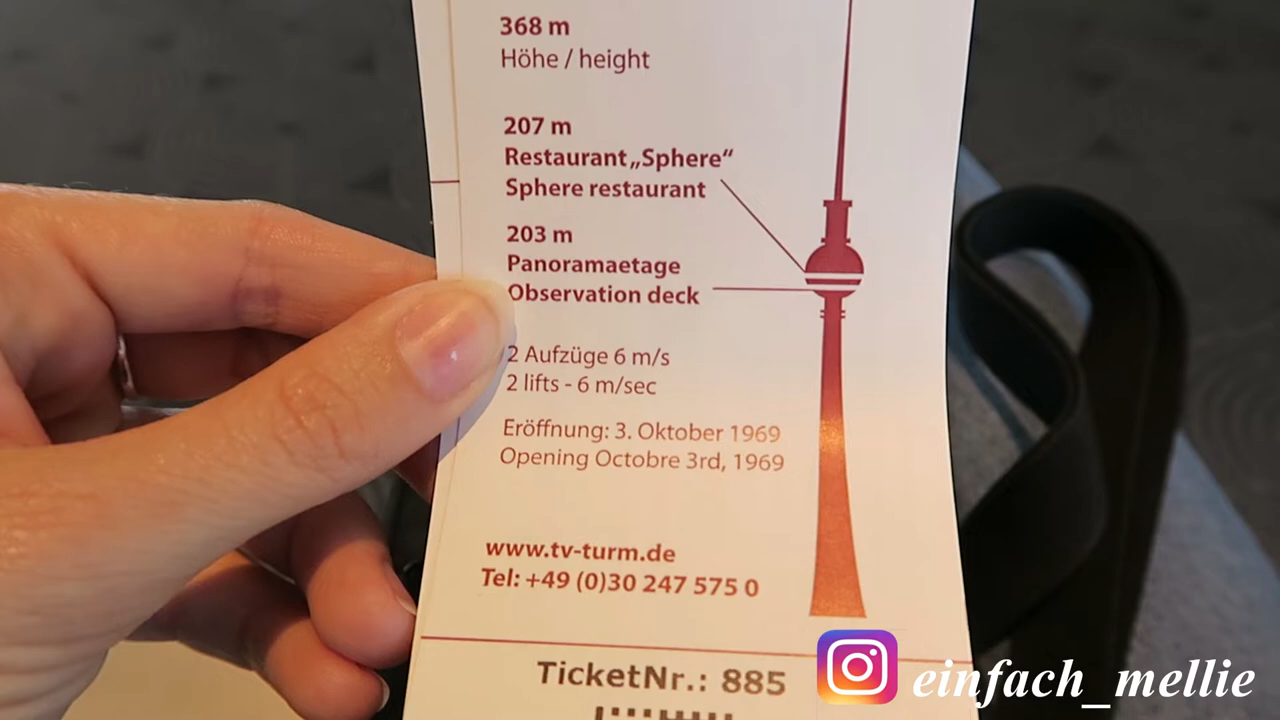 368 m
Höhe / height
207 m
Restaurant „Sphere“
Sphere restaurant
203 m
Panoramaetage
Observation deck
2 Aufzüge 6 m/s
2 lifts - 6 m/sec
Eröffnung: 3. Oktober 1969
Opening Octobre 3rd, 1969
www.tv-turm.de
Tel: +49 (0)30 247 575 0
TicketNr.: 885
einfach_mellie